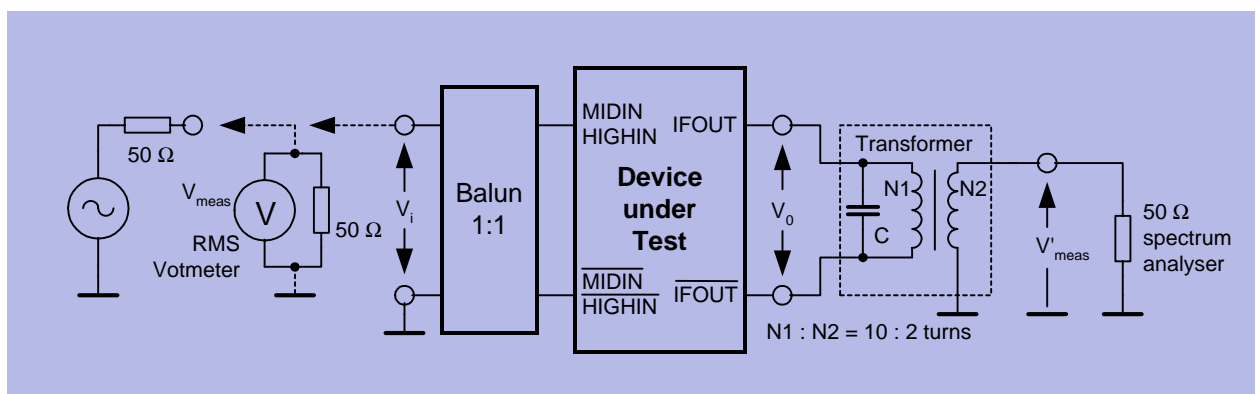 50 Ω
V meas
RMS
Votmeter
V
50 Ω
Vi
Balun
1:1
MIDIN
HIGHIN
IFOUT
Device
under
Test
MIDIN
HIGHIN
IFOUT
V0
Transformer
N1
N2
C
N1 : N2 = 10 : 2 turns
V'meas
50 Ω
spectrum
analyser